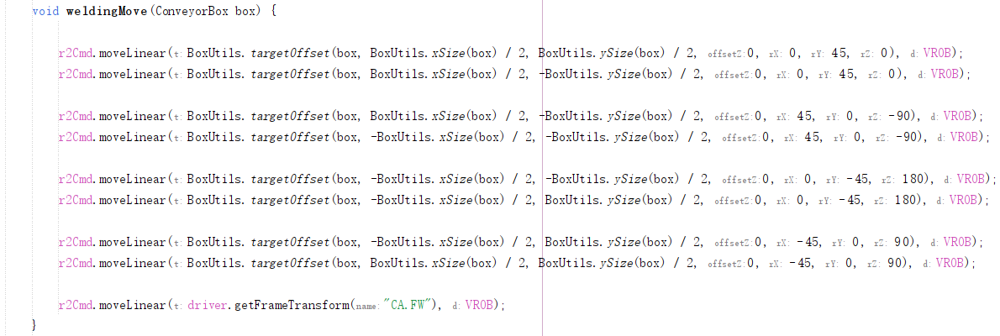 void weldingMove(ConveyorBox box) {
r2Cmd.moveLinear(t: BoxUtils.targetOffset(box, BoxUtils.xSize(box) / 2, BoxUtils.ySize(box) / 2, offsetZ: 0, rX: 0, rY: 45, rZ: 0), d: VROB);
r2Cmd.moveLinear(t: BoxUtils.targetOffset(box, BoxUtils.xSize(box) / 2, -BoxUtils.ySize(box) / 2, offsetZ: 0, rX: 0, rY: 45, rZ: 0), d: VROB);
r2Cmd.moveLinear(t: BoxUtils.targetOffset(box, BoxUtils.xSize(box) / 2, -BoxUtils.ySize(box) / 2, offsetZ: 0, rX: 45, rY: 0, rZ: -90), d: VROB);
r2Cmd.moveLinear(t: BoxUtils.targetOffset(box, -BoxUtils.xSize(box) / 2, -BoxUtils.ySize(box) / 2, offsetZ: 0, rX: 45, rY: 0, rZ: -90), d: VROB);
r2Cmd.moveLinear(t: BoxUtils.targetOffset(box, -BoxUtils.xSize(box) / 2, -BoxUtils.ySize(box) / 2, offsetZ: 0, rX: 0, rY: -45, rZ: 180), d: VROB);
r2Cmd.moveLinear(t: BoxUtils.targetOffset(box, -BoxUtils.xSize(box) / 2, BoxUtils.ySize(box) / 2, offsetZ: 0, rX: 0, rY: -45, rZ: 180), d: VROB);
r2Cmd.moveLinear(t: BoxUtils.targetOffset(box, -BoxUtils.xSize(box) / 2, BoxUtils.ySize(box) / 2, offsetZ: 0, rX: -45, rY: 0, rZ: 90), d: VROB);
r2Cmd.moveLinear(t: BoxUtils.targetOffset(box, BoxUtils.xSize(box) / 2, BoxUtils.ySize(box) / 2, offsetZ: 0, rX: -45, rY: 0, rZ: 90), d: VROB);
r2Cmd.moveLinear(t: driver.getFrameTransform(name: "CA.FW"), d: VROB);
}